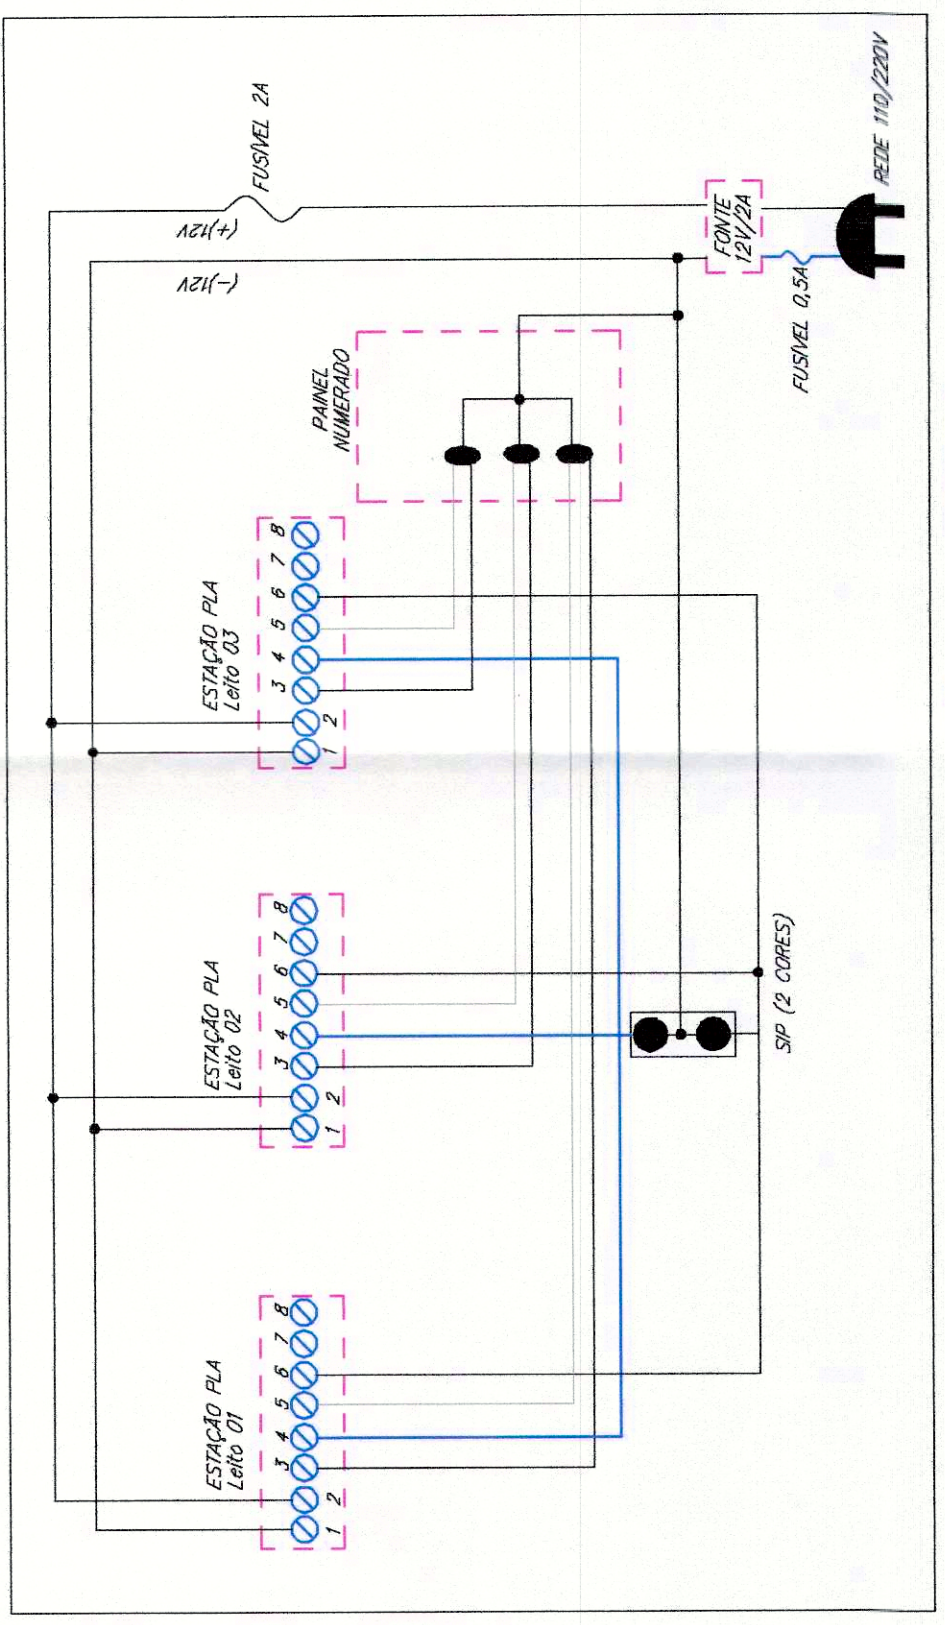 ESTAÇÃO PLA
Leito 01
3 4 5 6 7 8
1 2
ESTAÇÃO PLA
Leito 02
3 4 5 6 7 8
1 2
ESTAÇÃO PLA
Leito 03
3 4 5 6 7 8
1 2
PAINEL
NUMERADO
(-)12V
(+)12V
FUSÍVEL 2A
FONTE
12V/2A
FUSÍVEL 0,5A
REDE 110/220V
SIP (2 CORES)